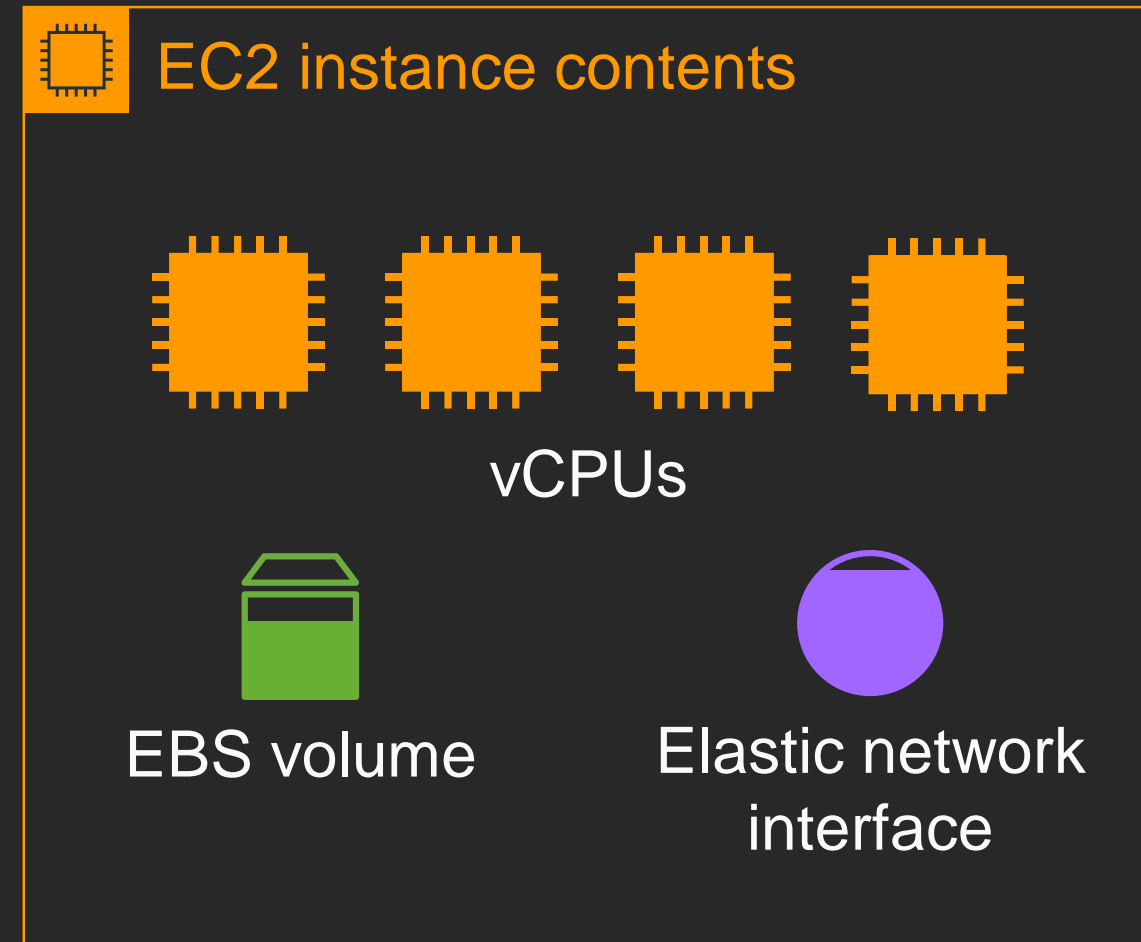 EC2 instance contents
vCPUs
EBS volume
Elastic network
interface